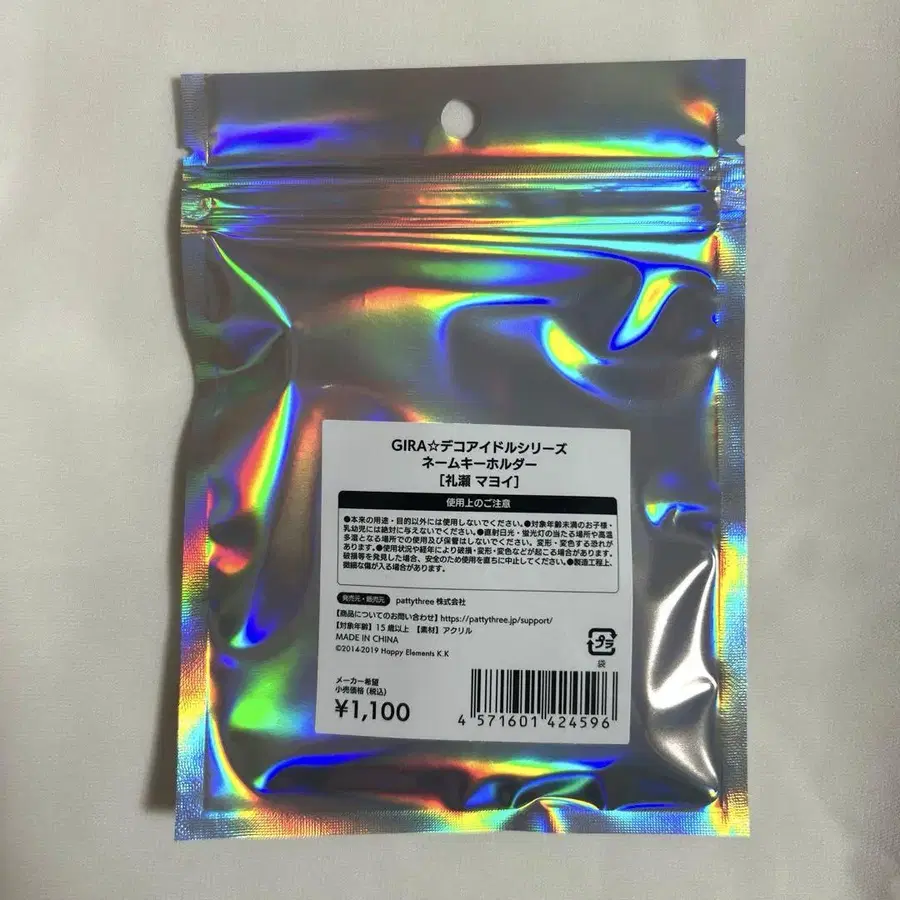 GIRA☆デコアイドルシリーズ
ネームキーホルダー
[礼瀬 マヨイ]
使用上のご注意
●本来の用途・目的以外には使用しないでください。●対象年齢未満のお子様・
乳幼児には絶対に与えないでください。●直射日光・蛍光灯の当たる場所や高温
多湿となる場所での使用及び保管はしないでください。変形・変色する恐れが
あります。●使用状況や経年により破損・変形・変色などが起こる場合があります。
破損等を発見した場合、安全のため使用を直ちに中止してください。●製造工程上、
微細な傷が入る場合があります。
発売元・販売元 pattythree 株式会社
【商品についてのお問い合わせ】https://pattythree.jp/support/
【対象年齢】15歳以上 【素材】アクリル
MADE IN CHINA
©2014-2019 Happy Elements K.K
プラ
袋
メーカー希望
小売価格(税込)
¥1,100
4 571601 424596